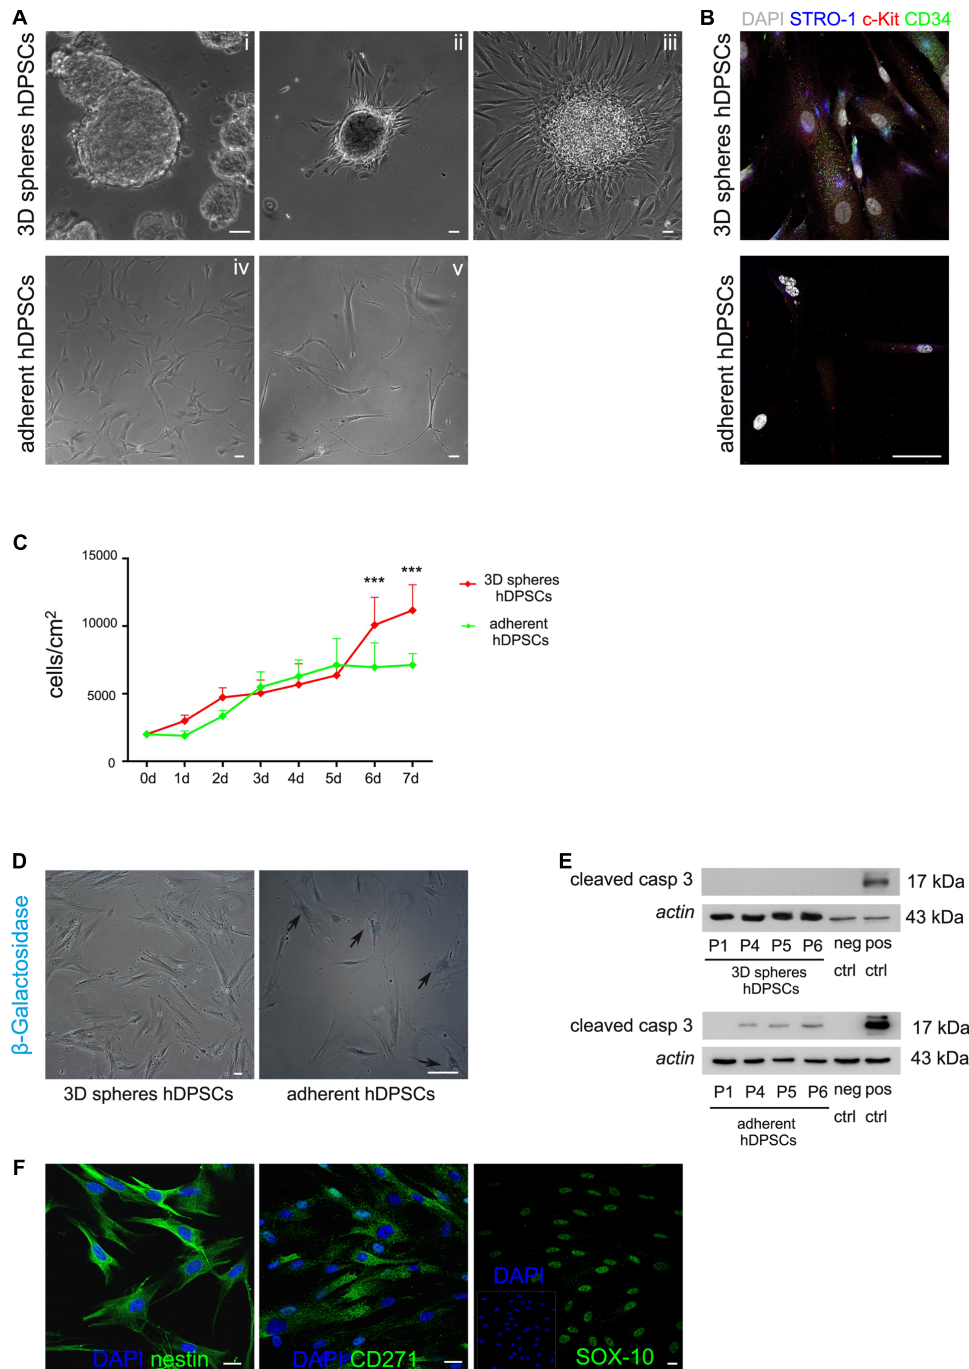 A
3D spheres hDPSCs
i
ii
iii
adherent hDPSCs
iv
v
B
DAPI STRO-1 c-Kit CD34
3D spheres hDPSCs
adherent hDPSCs
C
cells/cm²
15000
10000
5000
0
0d 1d 2d 3d 4d 5d 6d 7d
*** ***
3D spheres
hDPSCs
adherent
hDPSCs
D
β-Galactosidase
3D spheres hDPSCs
adherent hDPSCs
E
cleaved casp 3 17 kDa
actin 43 kDa
P1 P4 P5 P6 neg pos
3D spheres ctrl ctrl
hDPSCs
cleaved casp 3 17 kDa
actin 43 kDa
P1 P4 P5 P6 neg pos
ctrl ctrl
adherent
hDPSCs
F
DAPI nestin
DAPI CD271
DAPI
SOX-10